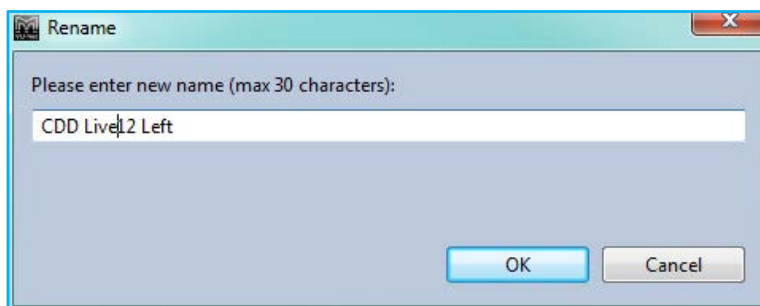 Rename
Please enter new name (max 30 characters):
CDD Live12 Left
OK
Cancel